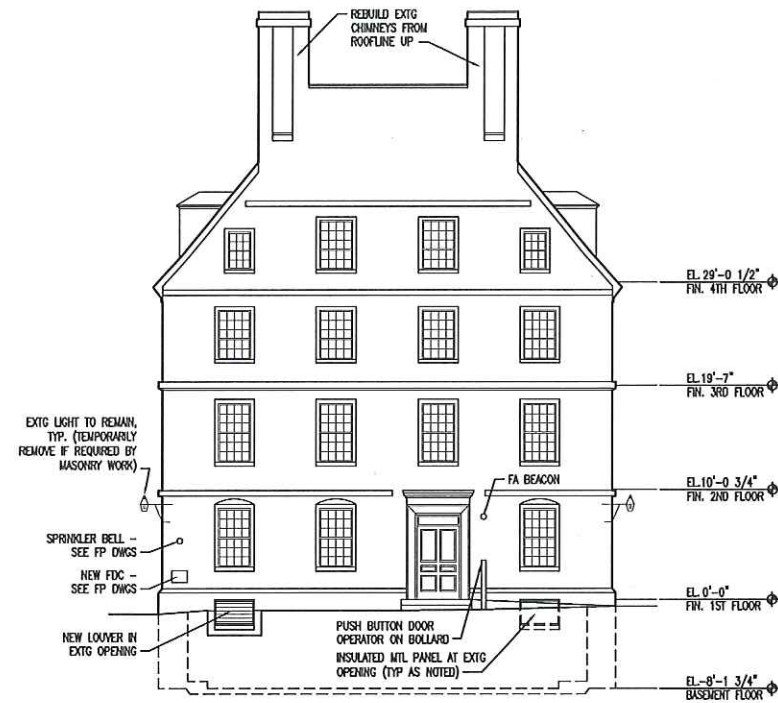 REBUILD EXTG
CHIMNEYS FROM
ROOFLINE UP
EL. 29'-0 1/2"
FIN. 4TH FLOOR
EL. 19'-7"
FIN. 3RD FLOOR
EXTG LIGHT TO REMAIN,
TYP. (TEMPORARILY
REMOVE IF REQUIRED BY
MASONRY WORK)
FA BEACON
EL. 10'-0 3/4"
FIN. 2ND FLOOR
SPRINKLER BELL -
SEE FP DWGS
NEW FDC -
SEE FP DWGS
EL. 0'-0"
FIN. 1ST FLOOR
NEW LOUVER IN
EXTG OPENING
PUSH BUTTON DOOR
OPERATOR ON BOLLARD
INSULATED MTL PANEL AT EXTG
OPENING (TYP AS NOTED)
EL.-8'-1 3/4"
BASEMENT FLOOR